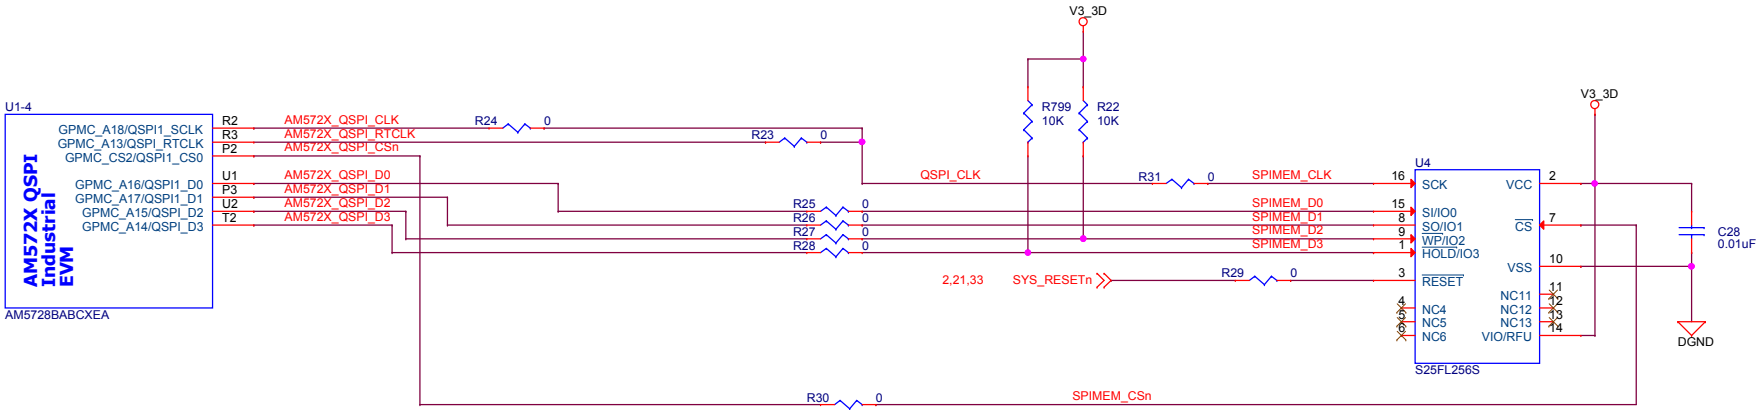 V3_3D
R799
10K
R22
10K
V3_3D
U1-4
AM572X QSPI
Industrial
EVM
GPMC_A18/QSPI1_SCLK
GPMC_A13/QSPI_RTCLK
GPMC_CS2/QSPI1_CS0
GPMC_A16/QSPI1_D0
GPMC_A17/QSPI1_D1
GPMC_A15/QSPI_D2
GPMC_A14/QSPI_D3
AM5728BABCXEA
R2
R3
P2
U1
P3
U2
T2
AM572X_QSPI_CLK
AM572X_QSPI_RTCLK
AM572X_QSPI_CSn
AM572X_QSPI_D0
AM572X_QSPI_D1
AM572X_QSPI_D2
AM572X_QSPI_D3
R24 0
R23 0
QSPI_CLK
R31 0
SPIMEM_CLK
R25 0
R26 0
R27 0
R28 0
SPIMEM_D0
SPIMEM_D1
SPIMEM_D2
SPIMEM_D3
2,21,33 SYS_RESETn
R29 0
R30 0
SPIMEM_CSn
U4
16 SCK
15 SI/IO0
8 SO/IO1
9 WP/IO2
1 HOLD/IO3
3 RESET
4 NC4
5 NC5
6 NC6
VCC 2
CS 7
VSS 10
NC11 11
NC12 12
NC13 13
VIO/RFU 14
S25FL256S
C28
0.01uF
DGND